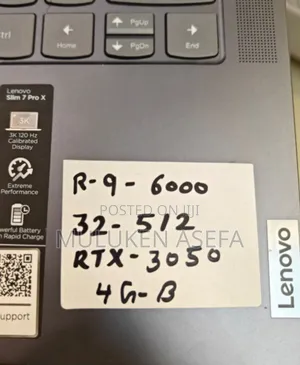 PgUp
ctrl
Home
PgDn
End
Lenovo
Slim 7 Pro X
3K
3K 120 Hz
Calibrated
Display
Extreme
Performance
Powerful Battery
n Rapid Charge
upport
R-9-6000
POSTED ON JIJI
32-512
MULUKEN ASEFA
RTX-3050
4G-B
Lenovo